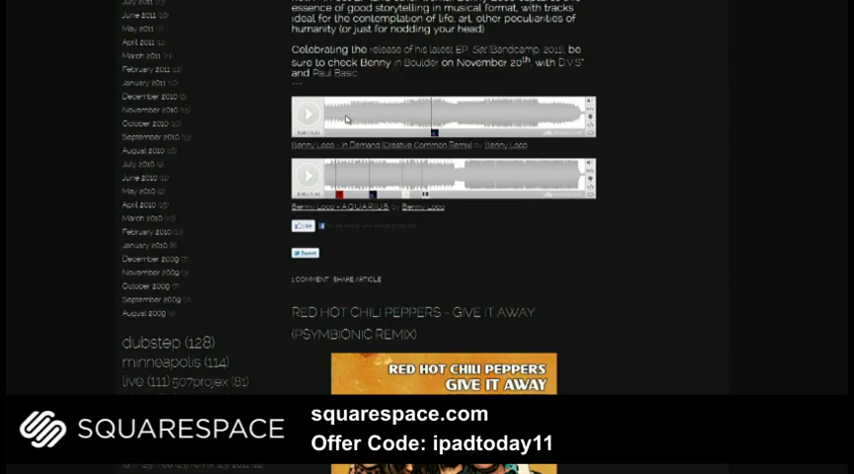 July 2011
June 2011
May 2011
April 2011
March 2011
February 2011
January 2011
December 2010
November 2010
October 2010
September 2010
August 2010
July 2010
June 2010
May 2010
April 2010
March 2010
February 2010
January 2010
December 2009
November 2009
October 2009
September 2009
August 2009
dubstep (128)
minneapolis (114)
live (111) 507projex (81)
essence of good storytelling in musical format, with tracks
ideal for the contemplation of life, art, other peculiarities of
humanity (or just for nodding your head)
Celebrating the release of his latest EP, Set (Bandcamp, 2011), be
sure to check Benny in Boulder on November 20th, with D.V.S*
and Paul Basic
Benny Loco - In Demand (Creative Common Remix) by Benny Loco
Benny Loco - AQUARIUS by Benny Loco
Like
Tweet
1 COMMENT | SHARE ARTICLE
RED HOT CHILI PEPPERS - GIVE IT AWAY
(PSYMBIONIC REMIX)
RED HOT CHILI PEPPERS
GIVE IT AWAY
SQUARESPACE
squarespace.com
Offer Code: ipadtoday11